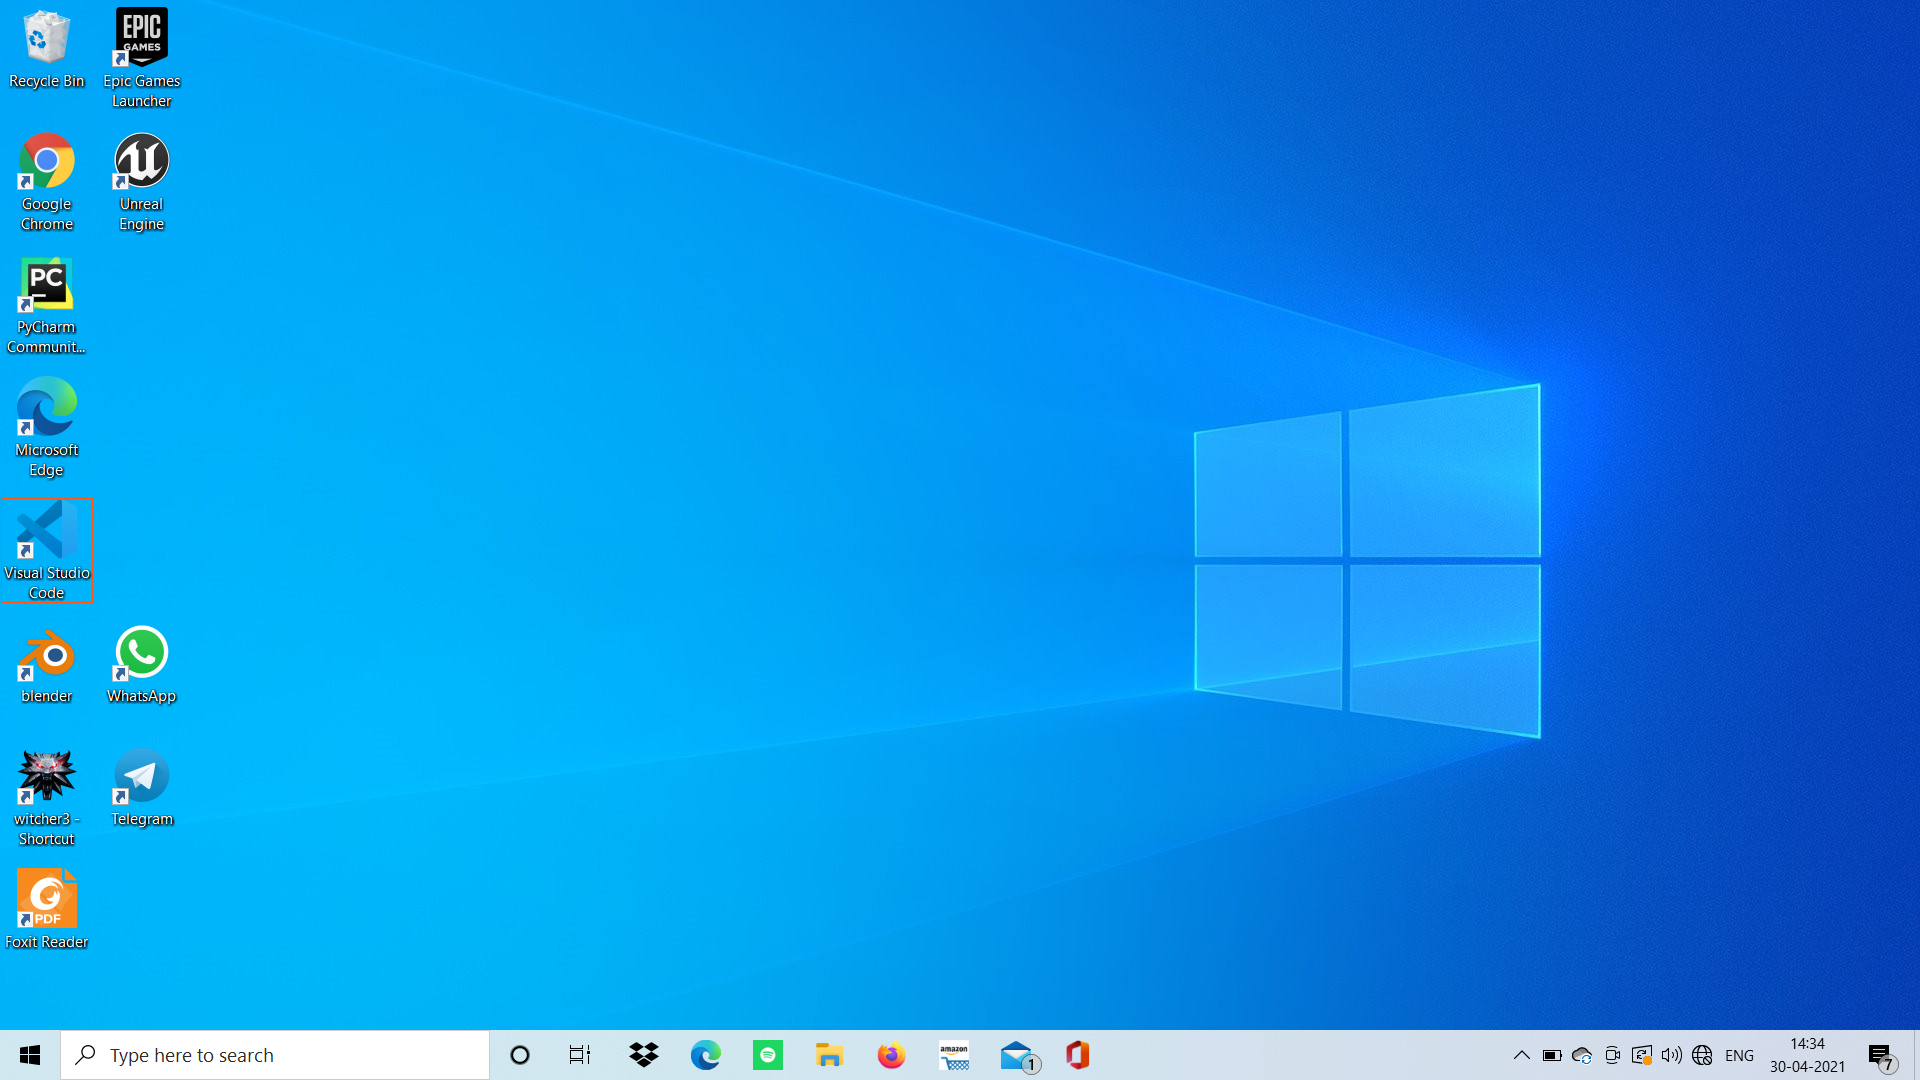 Recycle Bin
EPIC
GAMES
Epic Games
Launcher
Google
Chrome
Unreal
Engine
PC
PyCharm
Communit...
Microsoft
Edge
Visual Studio
Code
blender
WhatsApp
witcher3 -
Shortcut
Telegram
PDF
Foxit Reader
Type here to search
amazon
1
ENG
14:34
30-04-2021
7